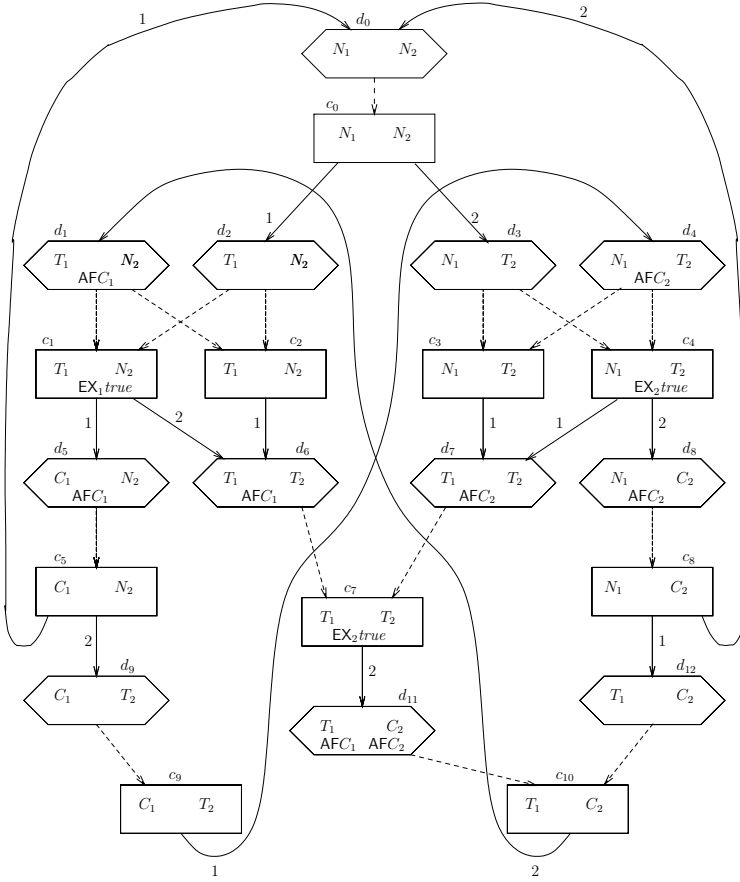 1 d₀ 2
N₁ N₂
c₀
N₁ N₂
1 2
d₁ d₂ d₃ d₄
T₁ N₂ T₁ N₂ N₁ T₂ N₁ T₂
AFC₁ AFC₂
c₁ c₂ c₃ c₄
T₁ N₂ T₁ N₂ N₁ T₂ N₁ T₂
EX₁true EX₂true
1 2 1 1 1 2
d₅ d₆ d₇ d₈
C₁ N₂ T₁ T₂ T₁ T₂ N₁ C₂
AFC₁ AFC₁ AFC₂ AFC₂
c₅ c₈
C₁ N₂ N₁ C₂
c₇
T₁ T₂
EX₂true
2 2 1
d₉ d₁₁ d₁₂
C₁ T₂ T₁ C₂ T₁ C₂
AFC₁ AFC₂
c₉ c₁₀
C₁ T₂ T₁ C₂
1 2